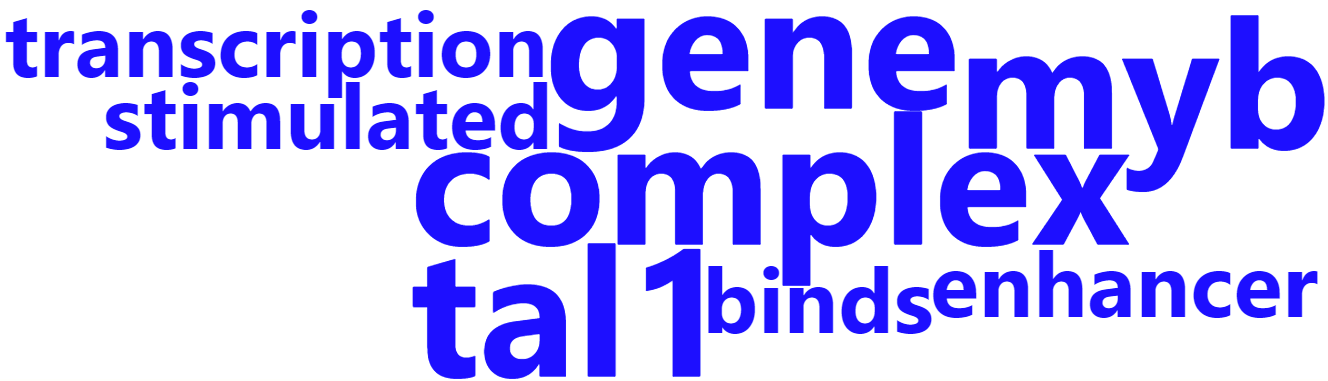 transcription gene myb
stimulated
complex
tal1 binds enhancer